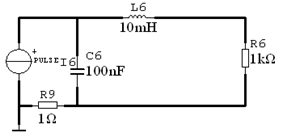 L6
10mH
+
PULSE I6
C6
100nF
R6
1kΩ
R9
1Ω